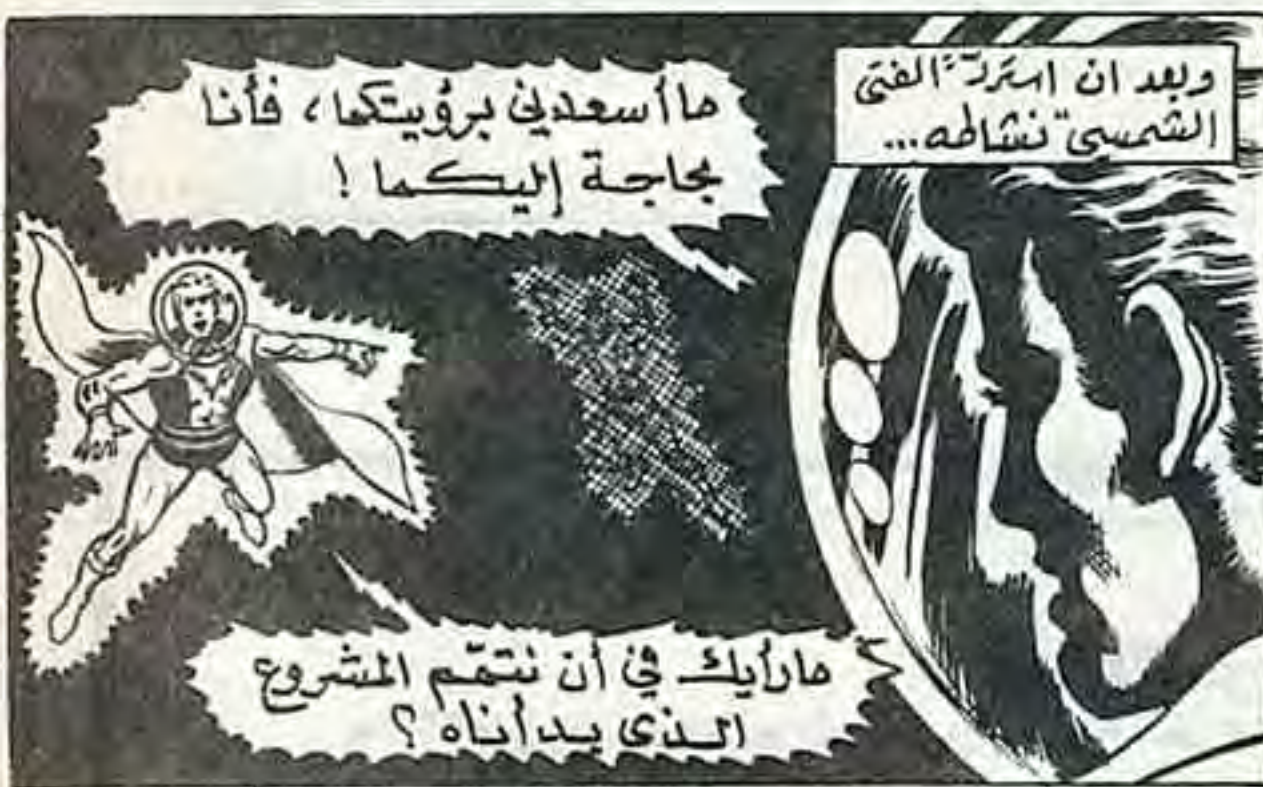 وبعد ان استردّ "الفتى
الشمسي" نشاطه...
ما أسعدني برؤيتكما، فأنا
بحاجة إليكما!
ما رأيك في أن نتمّم المشروع
الذي بدأناه؟